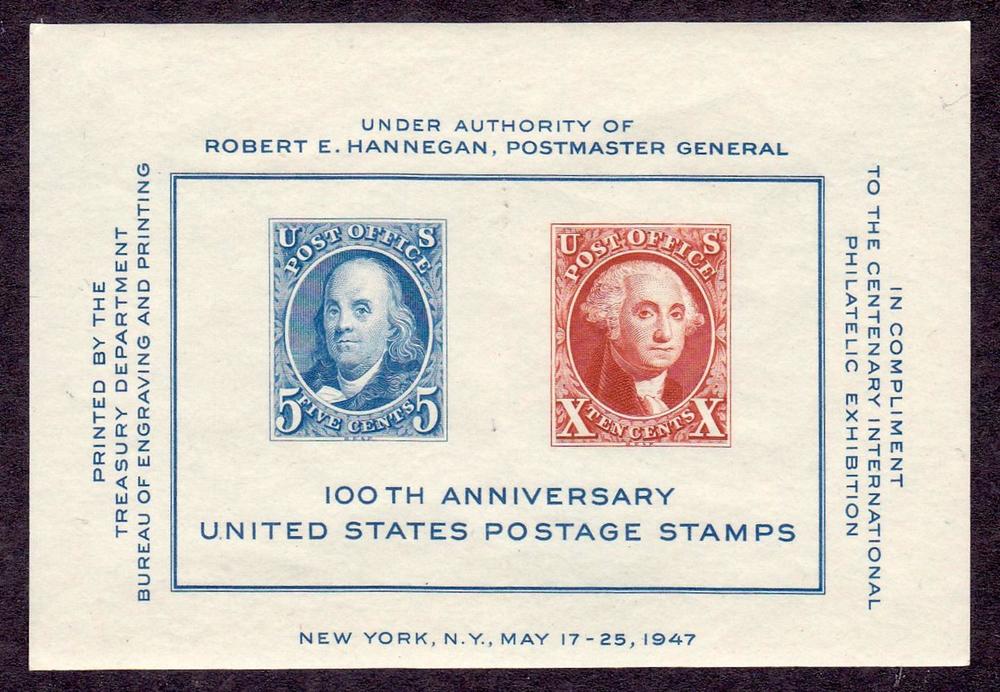 UNDER AUTHORITY OF
ROBERT E. HANNEGAN, POSTMASTER GENERAL
PRINTED BY THE
TREASURY DEPARTMENT
BUREAU OF ENGRAVING AND PRINTING
U S
POST OFFICE
5 5
FIVE CENTS
U S
POST OFFICE
X X
TEN CENTS
100TH ANNIVERSARY
UNITED STATES POSTAGE STAMPS
IN COMPLIMENT
TO THE CENTENARY INTERNATIONAL
PHILATELIC EXHIBITION
NEW YORK, N.Y., MAY 17-25, 1947